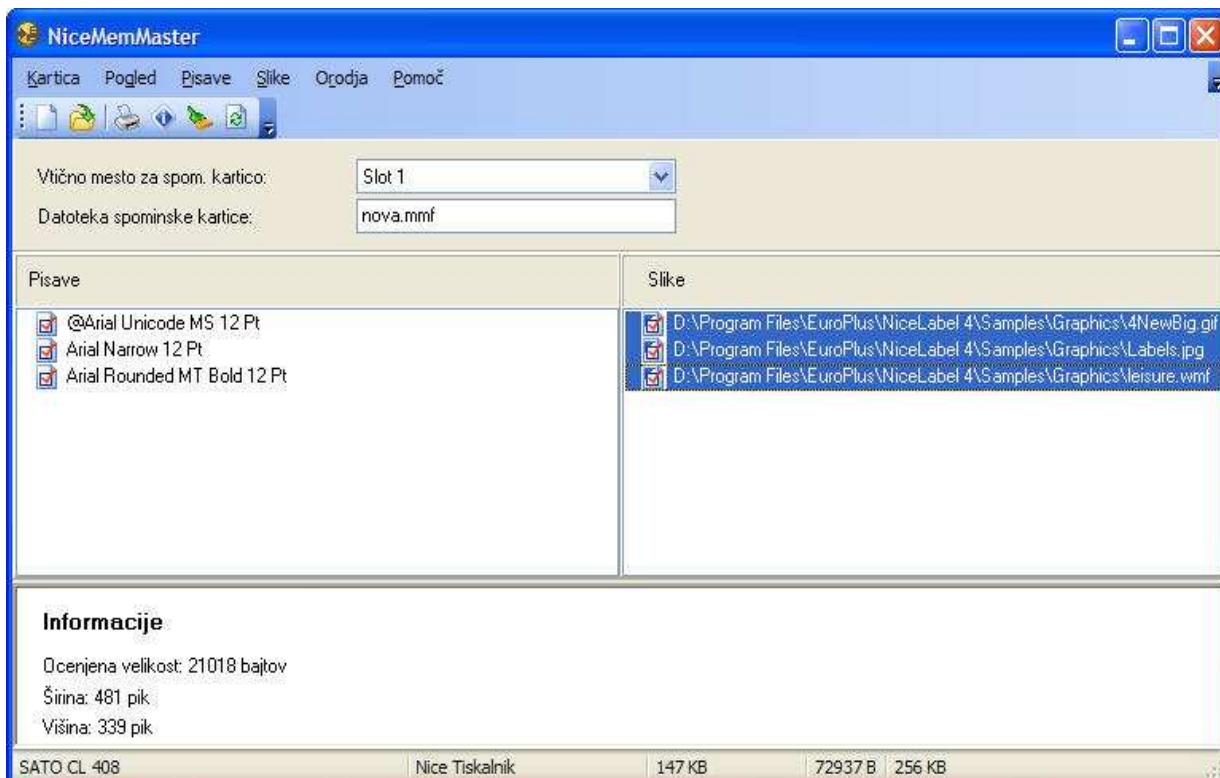 NiceMemMaster
Kartica Pogled Pisave Slike Orodja Pomoč
Vtično mesto za spom. kartico: Slot 1
Datoteka spominske kartice: nova.mmf
Pisave
@Arial Unicode MS 12 Pt
Arial Narrow 12 Pt
Arial Rounded MT Bold 12 Pt
Slike
D:\Program Files\EuroPlus\NiceLabel 4\Samples\Graphics\4NewBig.gif
D:\Program Files\EuroPlus\NiceLabel 4\Samples\Graphics\Labels.jpg
D:\Program Files\EuroPlus\NiceLabel 4\Samples\Graphics\leisure.wmf
Informacije
Ocenjena velikost: 21018 bajtov
Širina: 481 pik
Višina: 339 pik
SATO CL 408 Nice Tiskalnik 147 KB 72937 B 256 KB